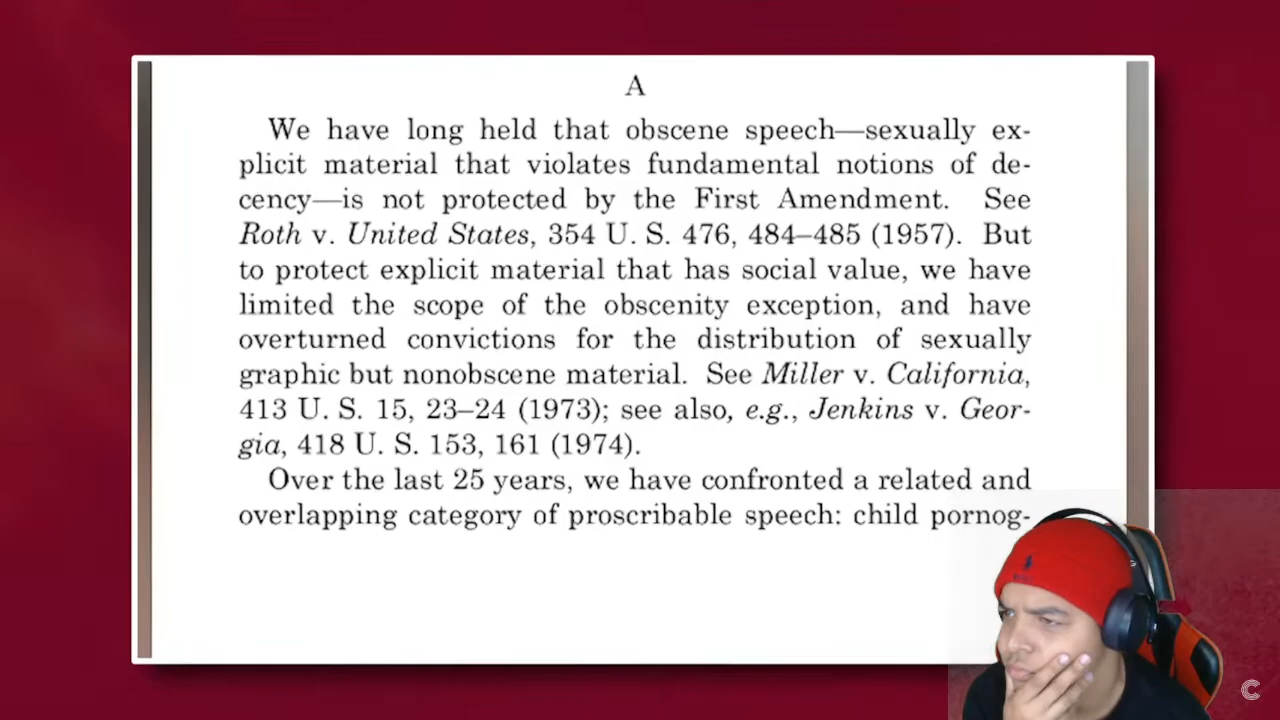 A
We have long held that obscene speech—sexually ex-
plicit material that violates fundamental notions of de-
cency—is not protected by the First Amendment. See
Roth v. United States, 354 U. S. 476, 484–485 (1957). But
to protect explicit material that has social value, we have
limited the scope of the obscenity exception, and have
overturned convictions for the distribution of sexually
graphic but nonobscene material. See Miller v. California,
413 U. S. 15, 23–24 (1973); see also, e.g., Jenkins v. Geor-
gia, 418 U. S. 153, 161 (1974).
Over the last 25 years, we have confronted a related and
overlapping category of proscribable speech: child pornog-
C